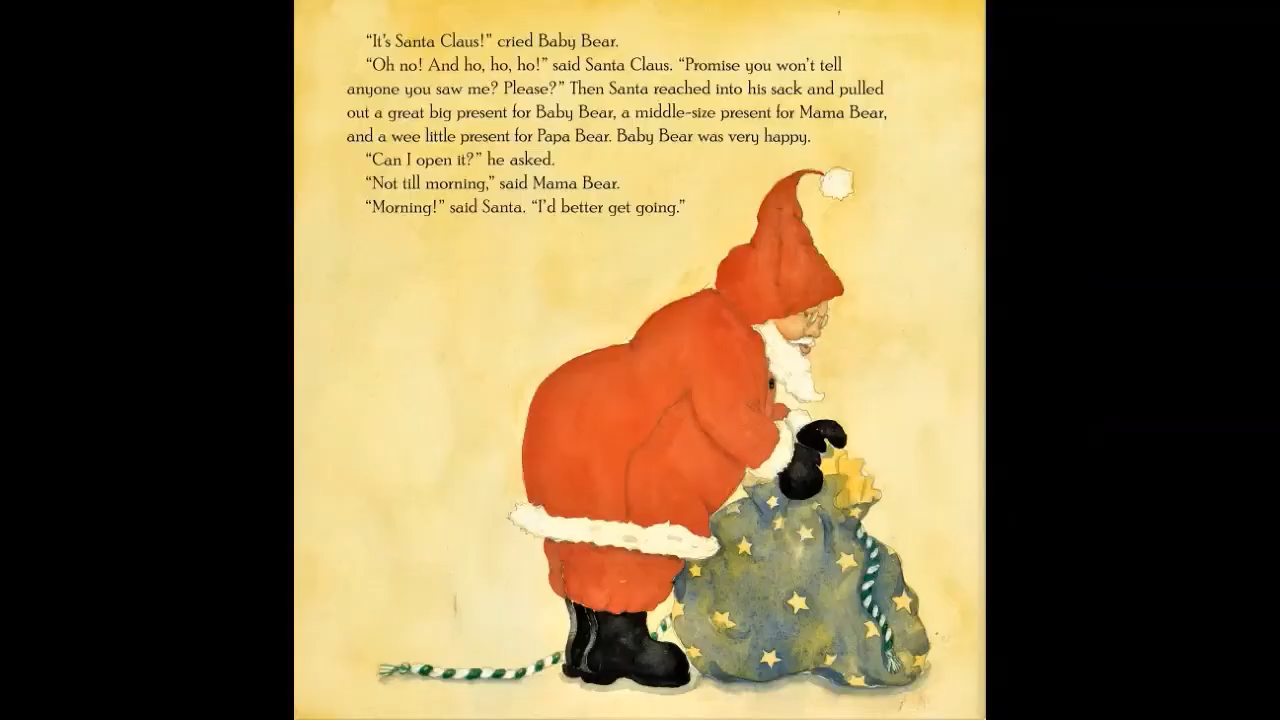 “It’s Santa Claus!” cried Baby Bear.
“Oh no! And ho, ho, ho!” said Santa Claus. “Promise you won’t tell
anyone you saw me? Please?” Then Santa reached into his sack and pulled
out a great big present for Baby Bear, a middle-size present for Mama Bear,
and a wee little present for Papa Bear. Baby Bear was very happy.
“Can I open it?” he asked.
“Not till morning,” said Mama Bear.
“Morning!” said Santa. “I’d better get going.”